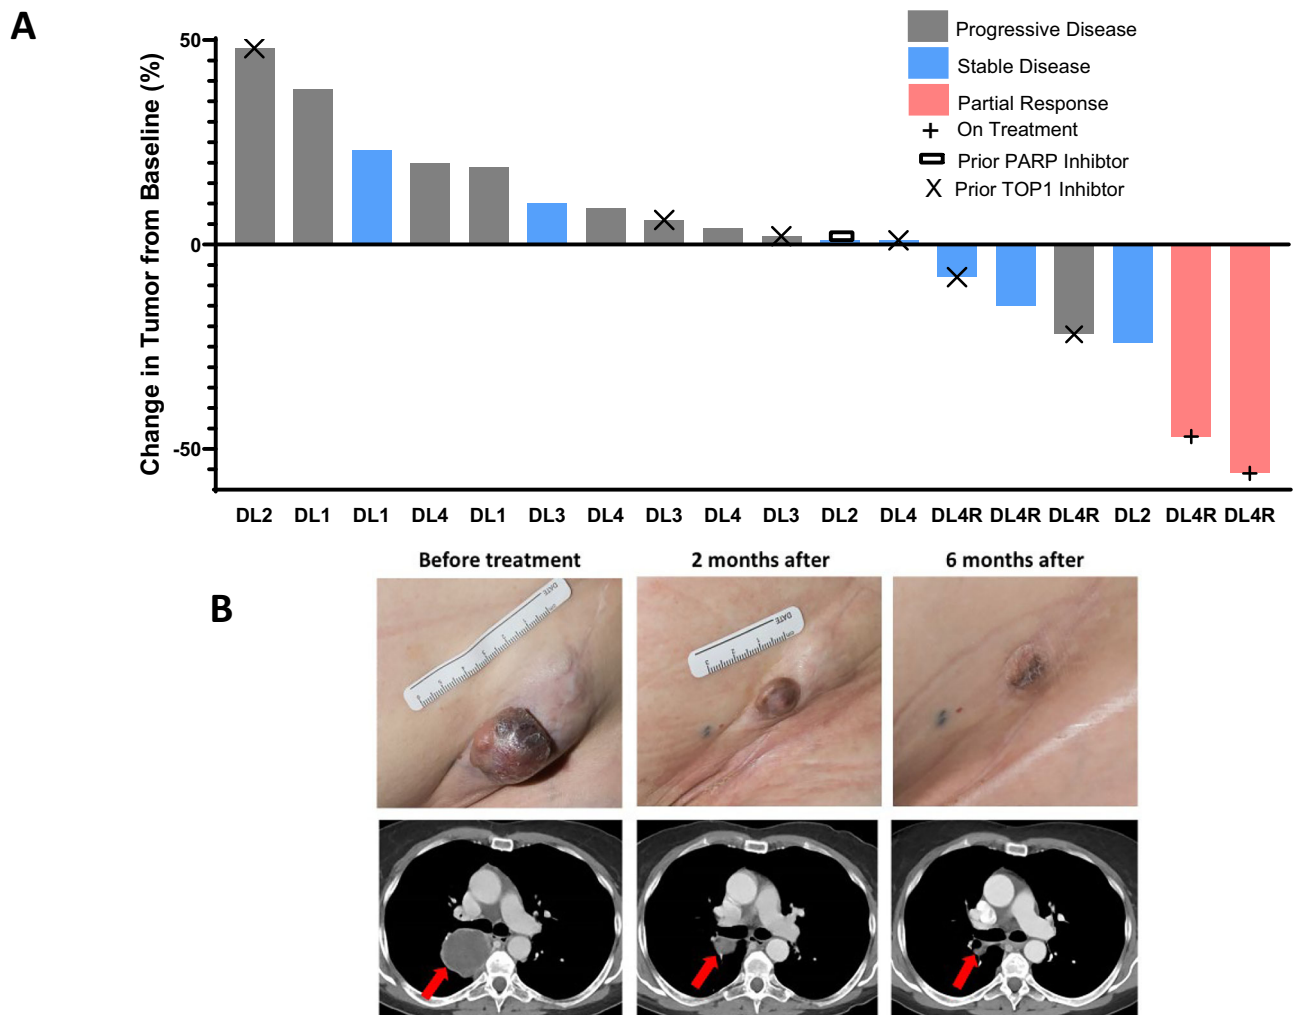 A
Change in Tumor from Baseline (%)
50
0
-50
Progressive Disease
Stable Disease
Partial Response
+ On Treatment
Prior PARP Inhibtor
X Prior TOP1 Inhibtor
DL2 DL1 DL1 DL4 DL1 DL3 DL4 DL3 DL4 DL3 DL2 DL4 DL4R DL4R DL4R DL2 DL4R DL4R
B
Before treatment 2 months after 6 months after
DATE
DATE